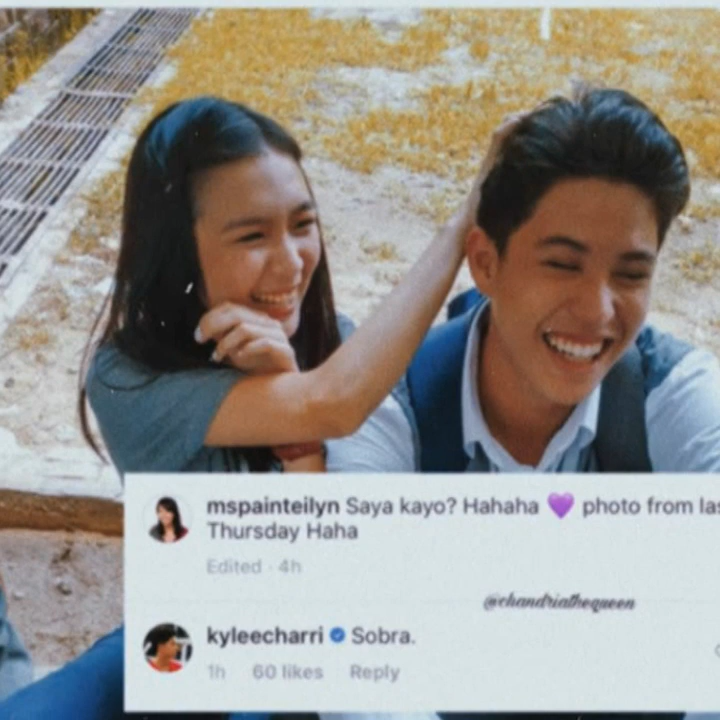 mspainteilyn Saya kayo? Hahaha 💜 photo from las
Thursday Haha
Edited · 4h
@chandriathequeen
kyleecharri Sobra.
1h 60 likes Reply